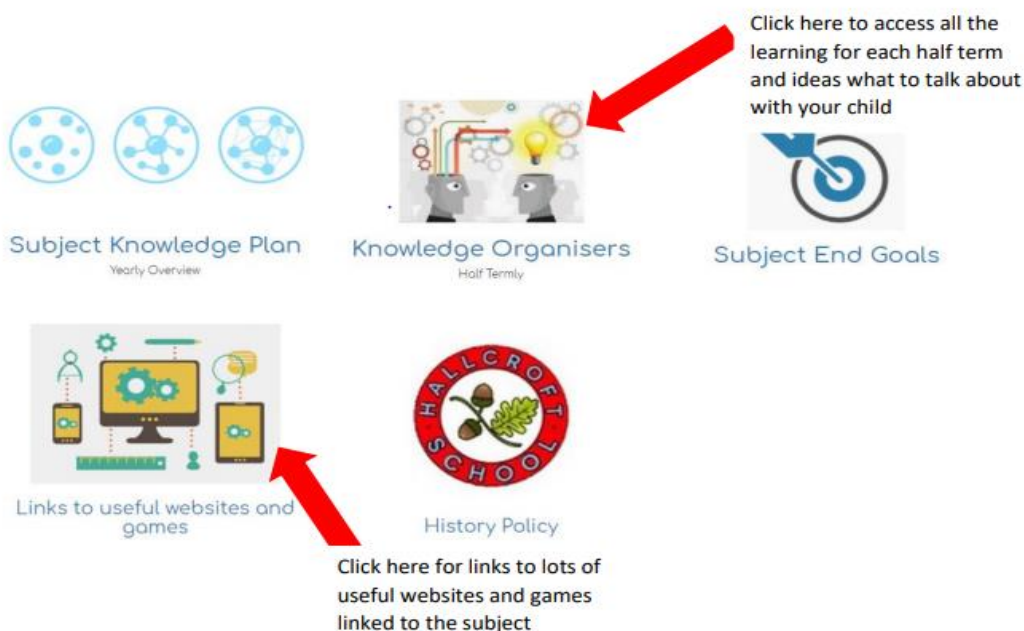 Click here to access all the
learning for each half term
and ideas what to talk about
with your child
Subject Knowledge Plan
Yearly Overview
Knowledge Organisers
Half Termly
Subject End Goals
HALLCROFT
SCHOOL
Links to useful websites and
games
History Policy
Click here for links to lots of
useful websites and games
linked to the subject